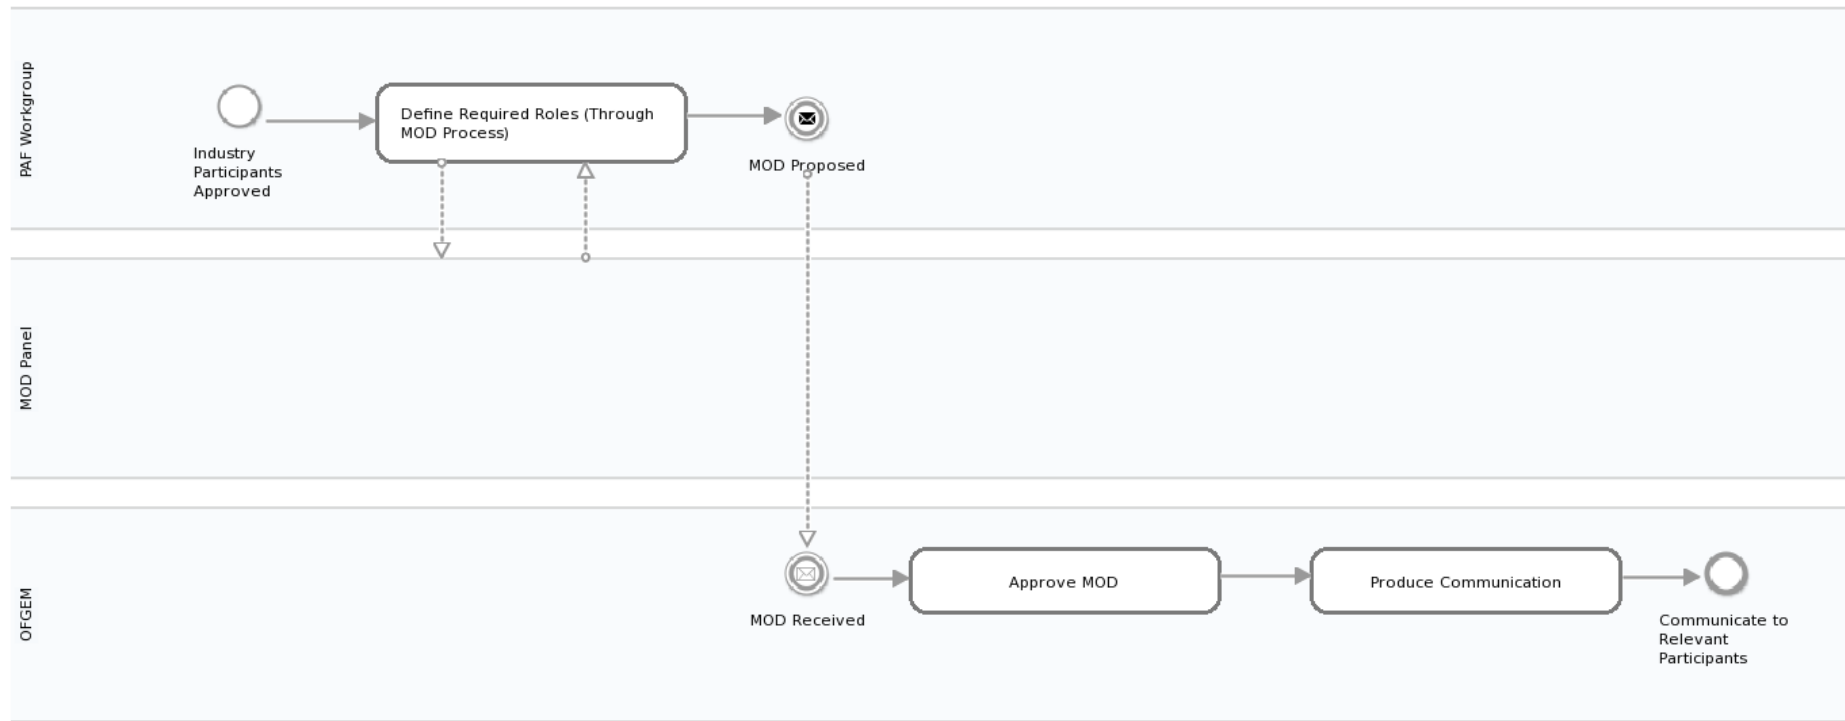 PAF Workgroup
Industry
Participants
Approved
Define Required Roles (Through
MOD Process)
MOD Proposed
MOD Panel
OFGEM
MOD Received
Approve MOD
Produce Communication
Communicate to
Relevant
Participants